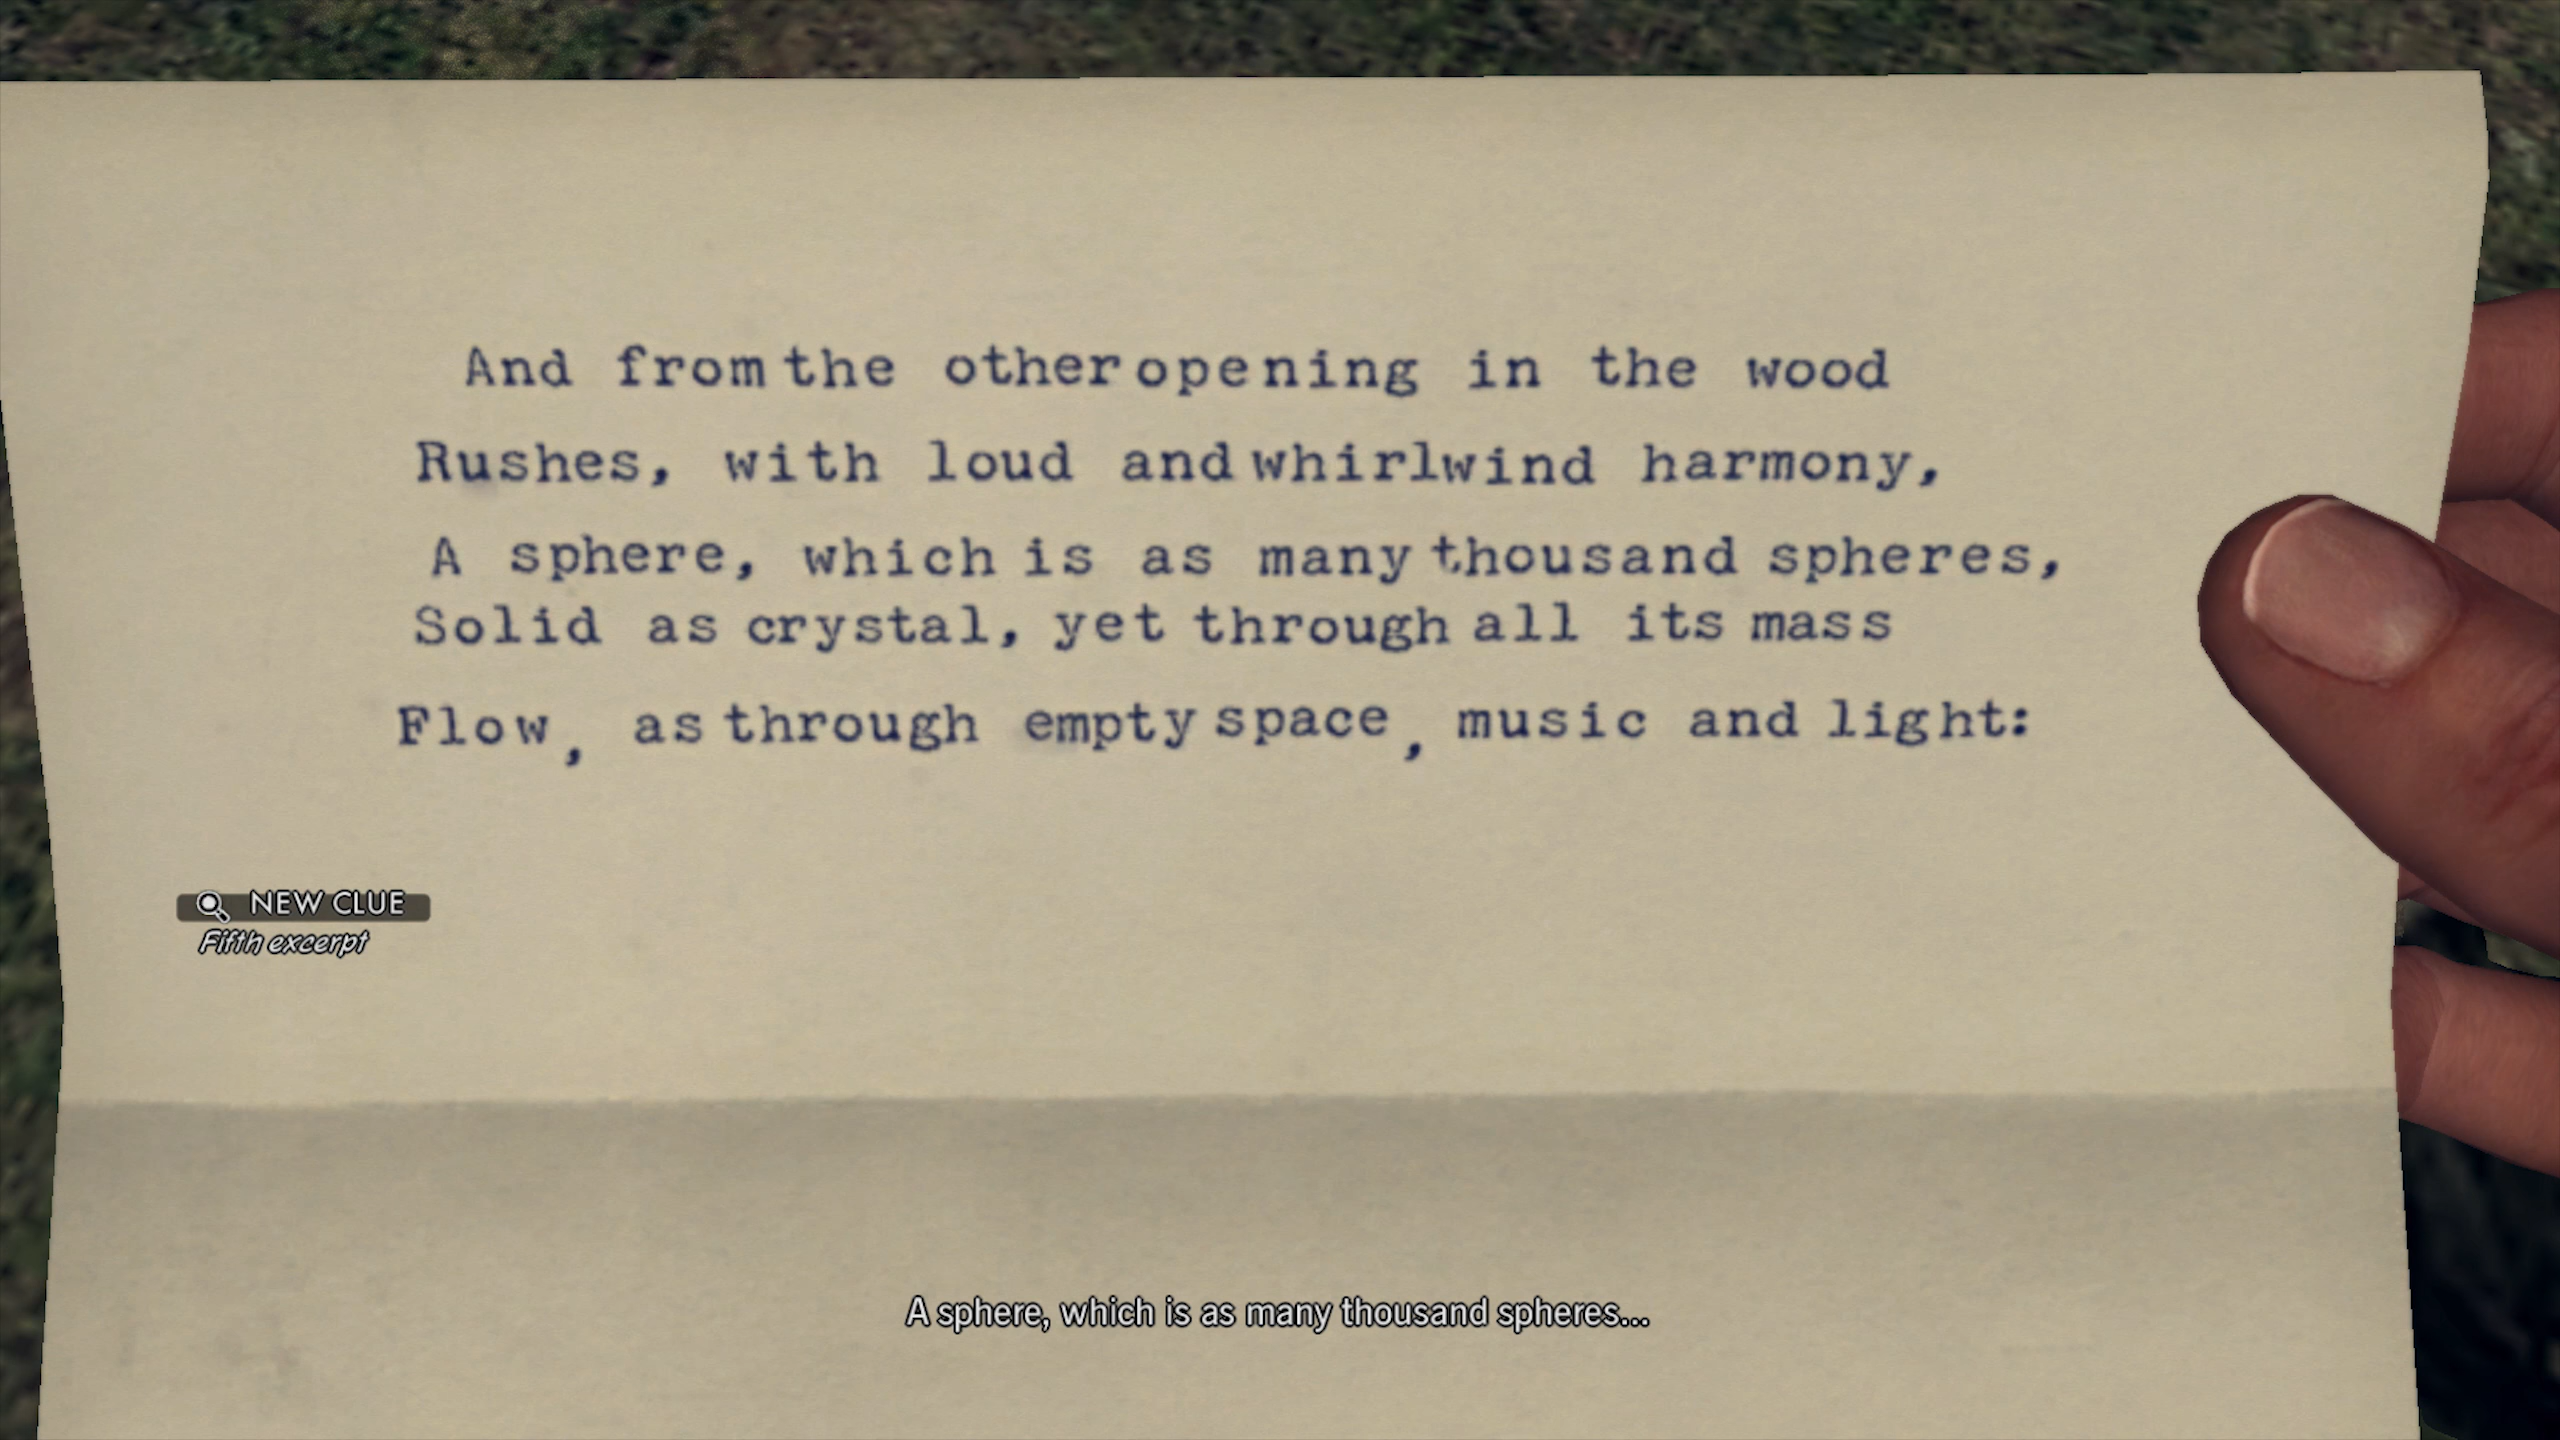 And from the other opening in the wood
Rushes, with loud and whirlwind harmony,
A sphere, which is as many thousand spheres,
Solid as crystal, yet through all its mass
Flow, as through empty space, music and light:
NEW CLUE
Fifth excerpt
A sphere, which is as many thousand spheres...